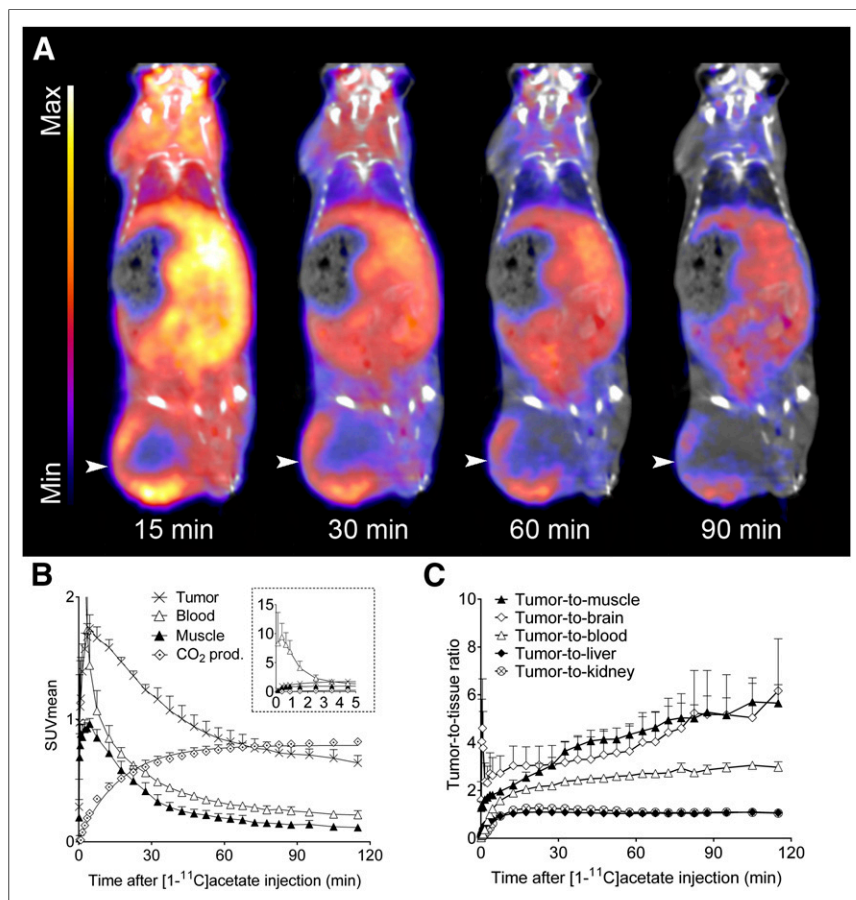 A
Max
Min
15 min
30 min
60 min
90 min
B
2
1
0
SUVmean
Tumor
Blood
Muscle
CO₂ prod.
15
10
5
0
0 1 2 3 4 5
0 30 60 90 120
Time after [1-¹¹C]acetate injection (min)
C
10
8
6
4
2
0
Tumor-to-tissue ratio
Tumor-to-muscle
Tumor-to-brain
Tumor-to-blood
Tumor-to-liver
Tumor-to-kidney
0 30 60 90 120
Time after [1-¹¹C]acetate injection (min)